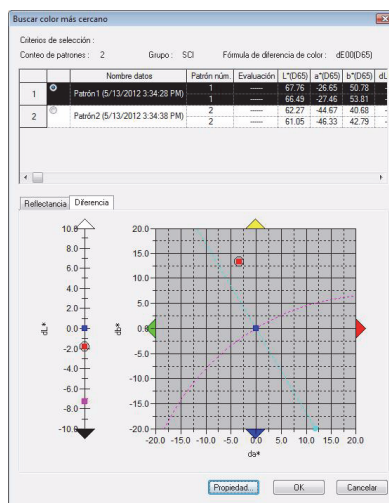 Buscar color más cercano
Criterios de selección :
Conteo de patrones : 2 Grupo : SCI Fórmula de diferencia de color : dE00(D65)
Nombre datos Patrón núm. Evaluación L*(D65) a*(D65) b*(D65) dL
1 Patrón1 (5/13/2012 3:34:28 PM) 1 ---- 67.76 -26.65 50.78
1 ---- 66.49 -27.46 53.81
2 Patrón2 (5/13/2012 3:34:38 PM) 2 ---- 62.27 -44.67 40.68
2 ---- 61.05 -46.33 42.79
Reflectancia Diferencia
10.0 20.0
8.0 15.0
6.0
4.0 10.0
2.0 5.0
dL* 0.0 db* 0.0
-2.0 -5.0
-4.0
-6.0 -10.0
-8.0 -15.0
-10.0 -20.0
-20.0 -15.0 -10.0 -5.0 0.0 5.0 10.0 15.0 20.0
da*
Propiedad... OK Cancelar